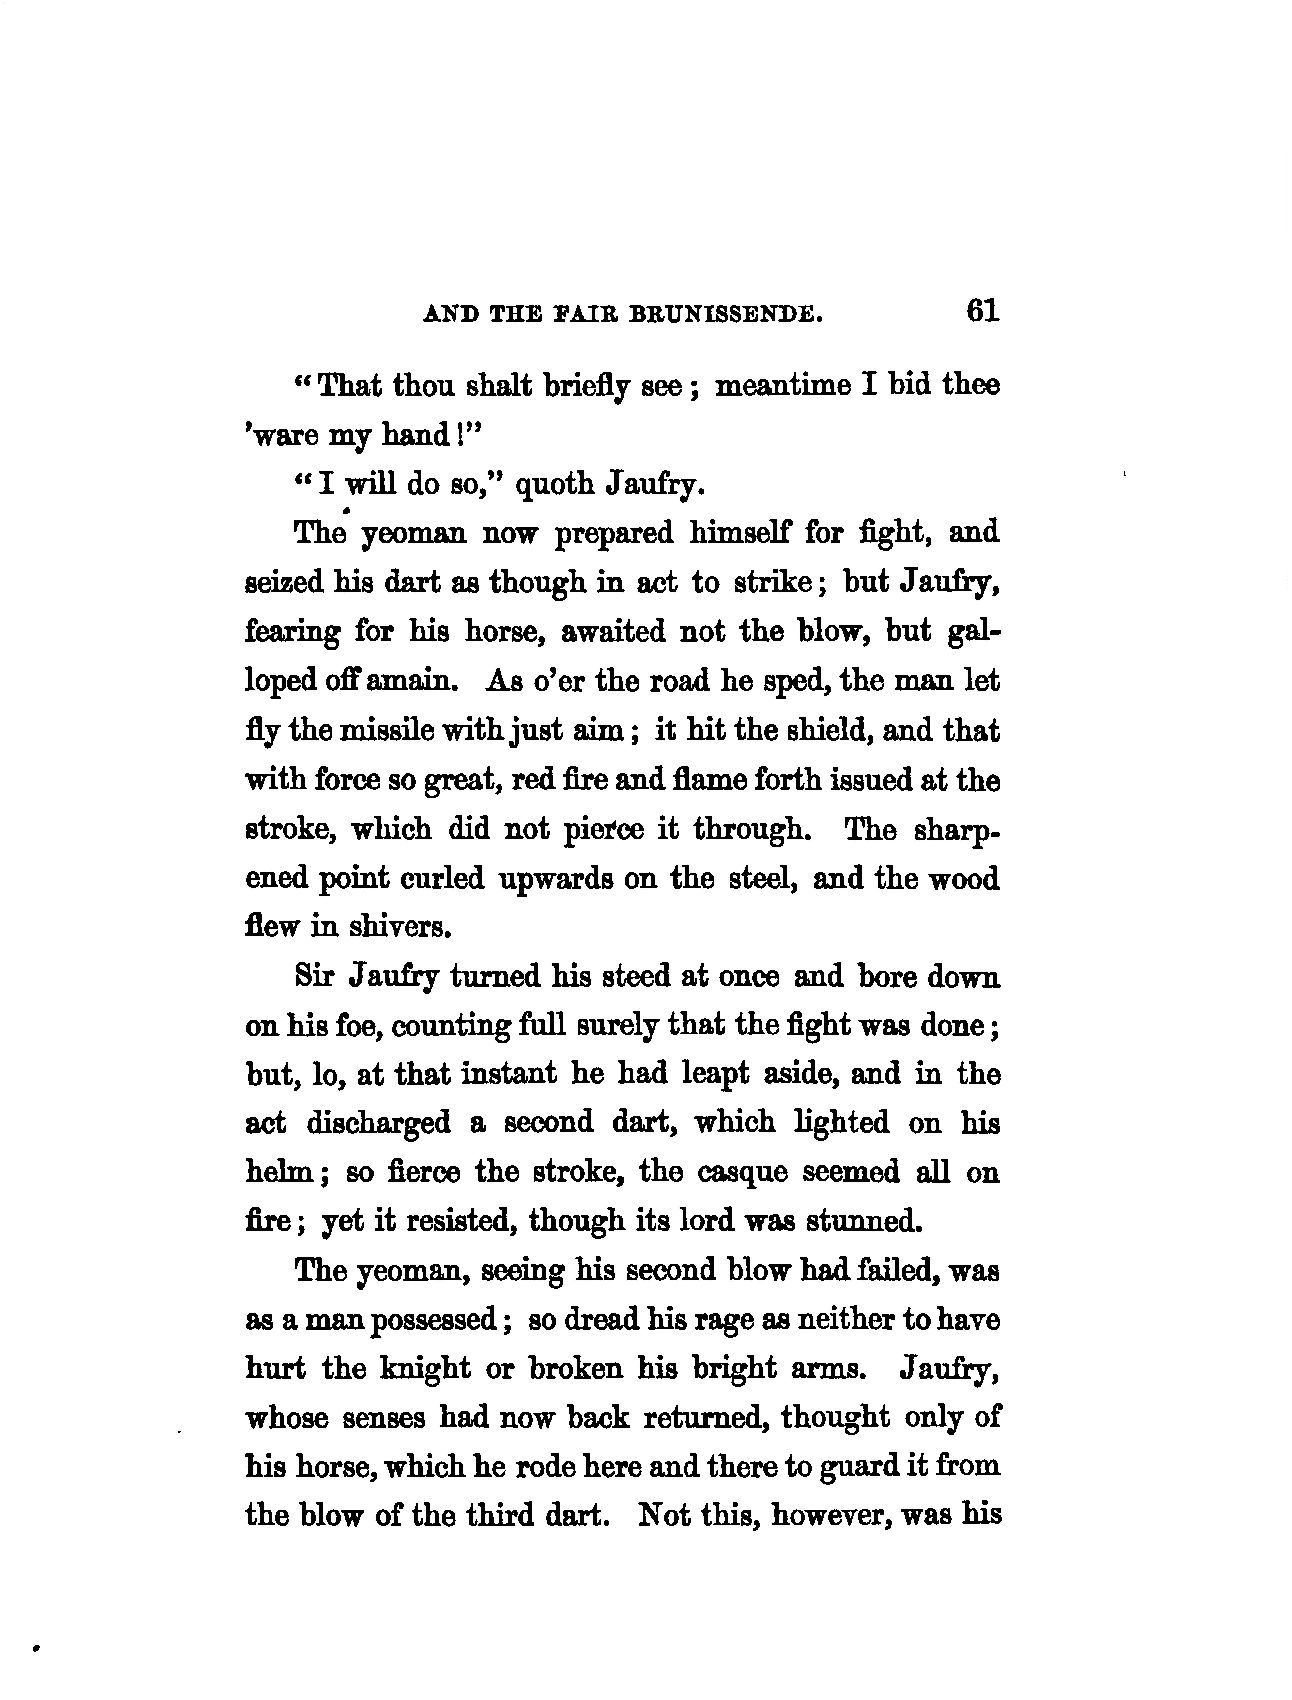 AND THE FAIR BRUNISSENDE. 61
“That thou shalt briefly see; meantime I bid thee
’ware my hand!”
“I will do so,” quoth Jaufry.
The yeoman now prepared himself for fight, and
seized his dart as though in act to strike; but Jaufry,
fearing for his horse, awaited not the blow, but gal-
loped off amain. As o’er the road he sped, the man let
fly the missile with just aim; it hit the shield, and that
with force so great, red fire and flame forth issued at the
stroke, which did not pierce it through. The sharp-
ened point curled upwards on the steel, and the wood
flew in shivers.
Sir Jaufry turned his steed at once and bore down
on his foe, counting full surely that the fight was done;
but, lo, at that instant he had leapt aside, and in the
act discharged a second dart, which lighted on his
helm; so fierce the stroke, the casque seemed all on
fire; yet it resisted, though its lord was stunned.
The yeoman, seeing his second blow had failed, was
as a man possessed; so dread his rage as neither to have
hurt the knight or broken his bright arms. Jaufry,
whose senses had now back returned, thought only of
his horse, which he rode here and there to guard it from
the blow of the third dart. Not this, however, was his